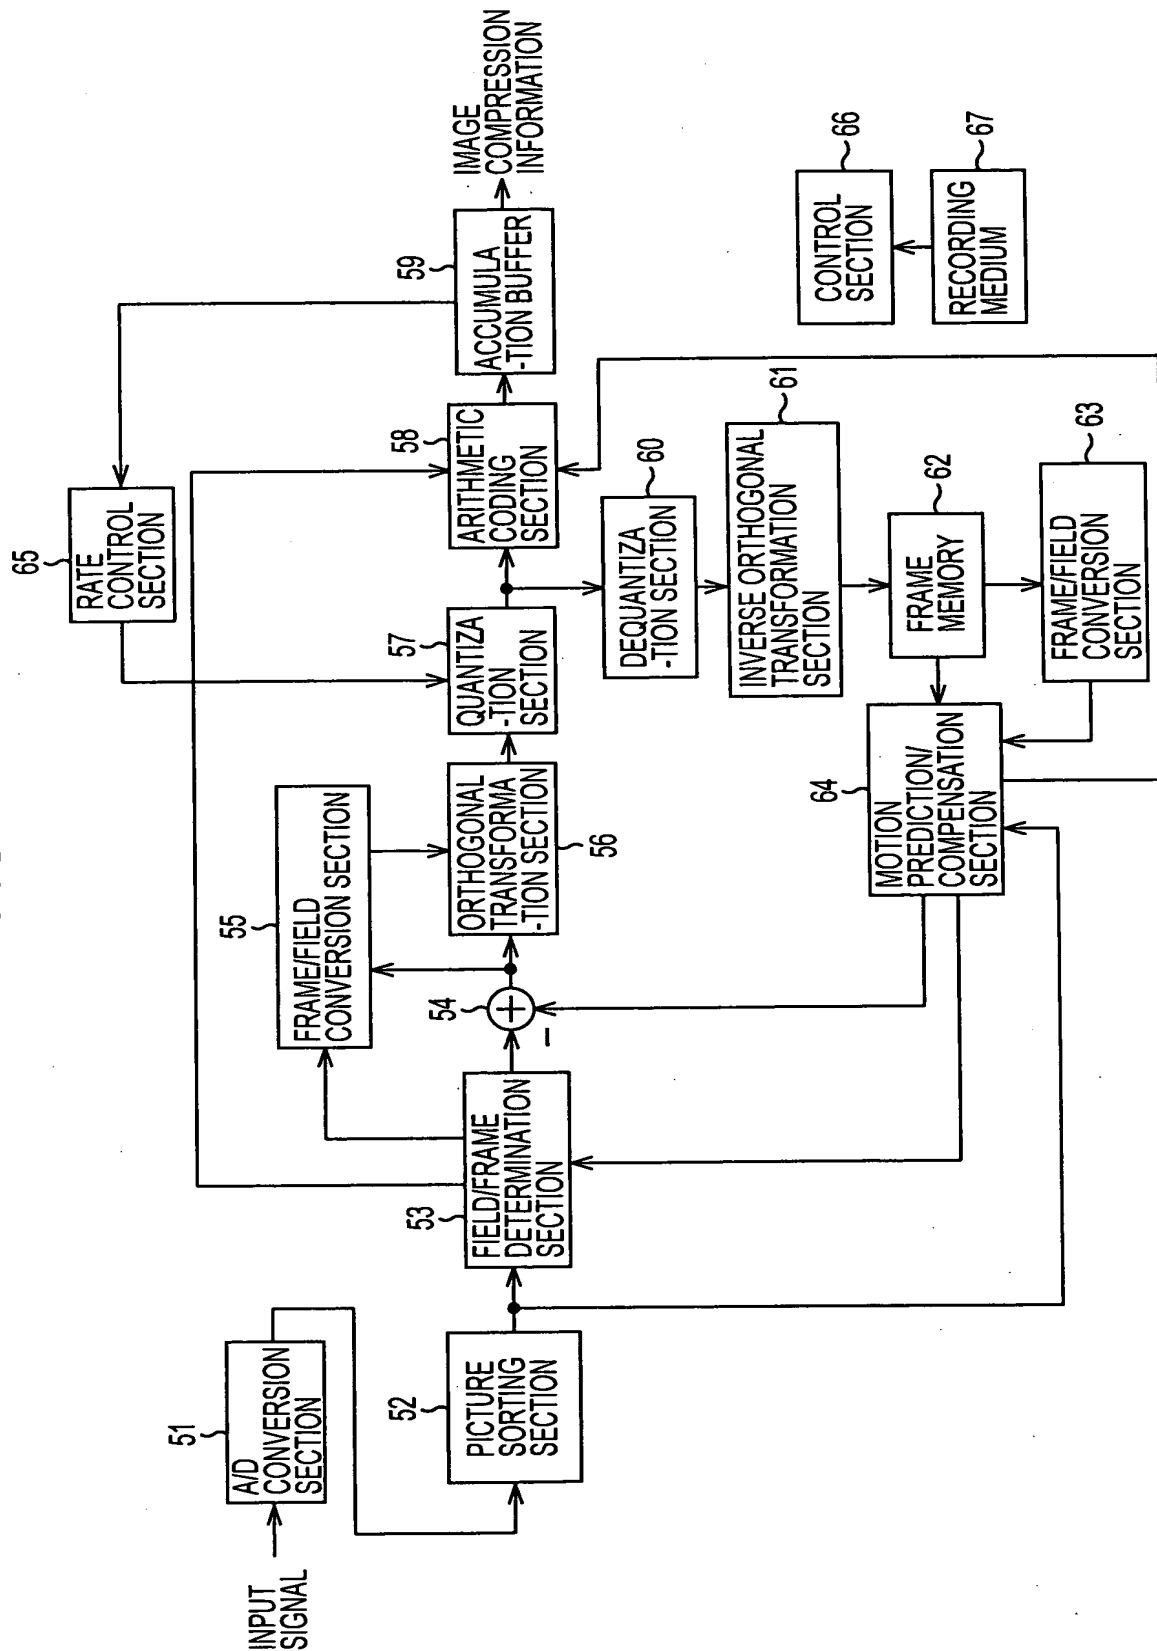 INPUT
SIGNAL
51
A/D
CONVERSION
SECTION
52
PICTURE
SORTING
SECTION
53
FIELD/FRAME
DETERMINATION
SECTION
54
+
−
55
FRAME/FIELD
CONVERSION SECTION
56
ORTHOGONAL
TRANSFORMA
-TION SECTION
57
QUANTIZA
-TION
SECTION
58
ARITHMETIC
CODING
SECTION
59
ACCUMULA
-TION BUFFER
IMAGE
COMPRESSION
INFORMATION
65
RATE
CONTROL
SECTION
60
DEQUANTIZA
-TION SECTION
61
INVERSE ORTHOGONAL
TRANSFORMATION
SECTION
62
FRAME
MEMORY
63
FRAME/FIELD
CONVERSION
SECTION
64
MOTION
PREDICTION/
COMPENSATION
SECTION
66
CONTROL
SECTION
67
RECORDING
MEDIUM